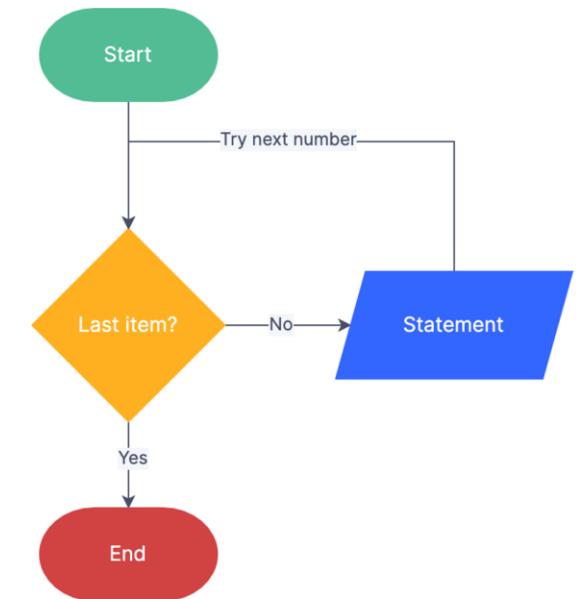 Start
Try next number
Last item?
No
Statement
Yes
End